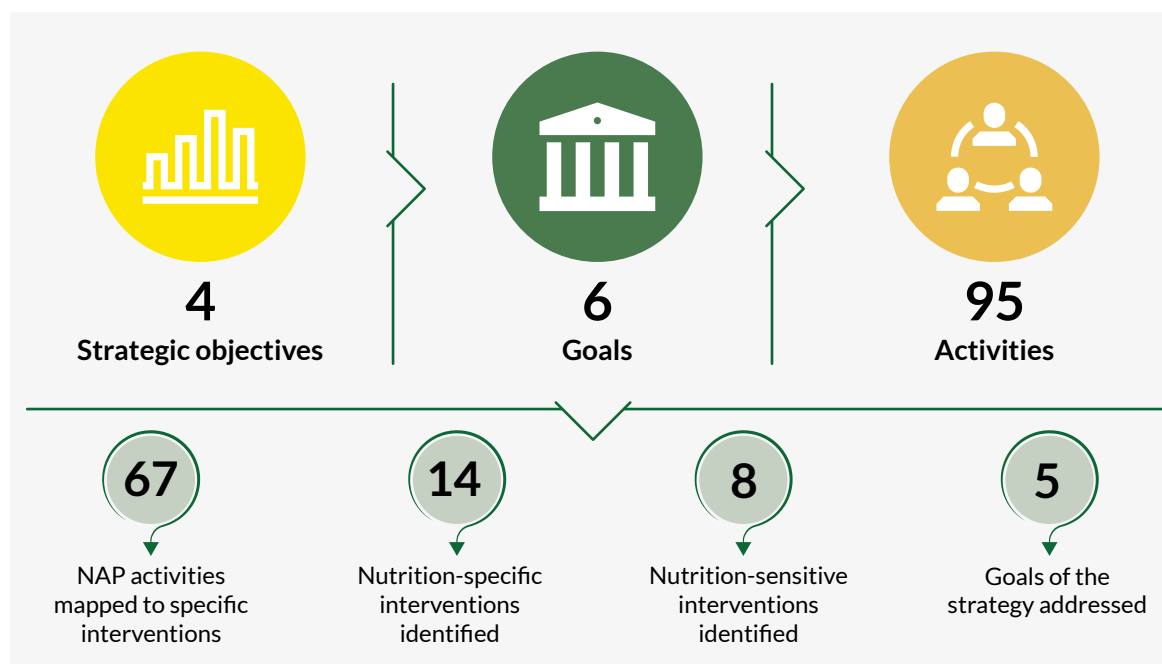 4
Strategic objectives
6
Goals
95
Activities
67
NAP activities
mapped to specific
interventions
14
Nutrition-specific
interventions
identified
8
Nutrition-sensitive
interventions
identified
5
Goals of the
strategy addressed